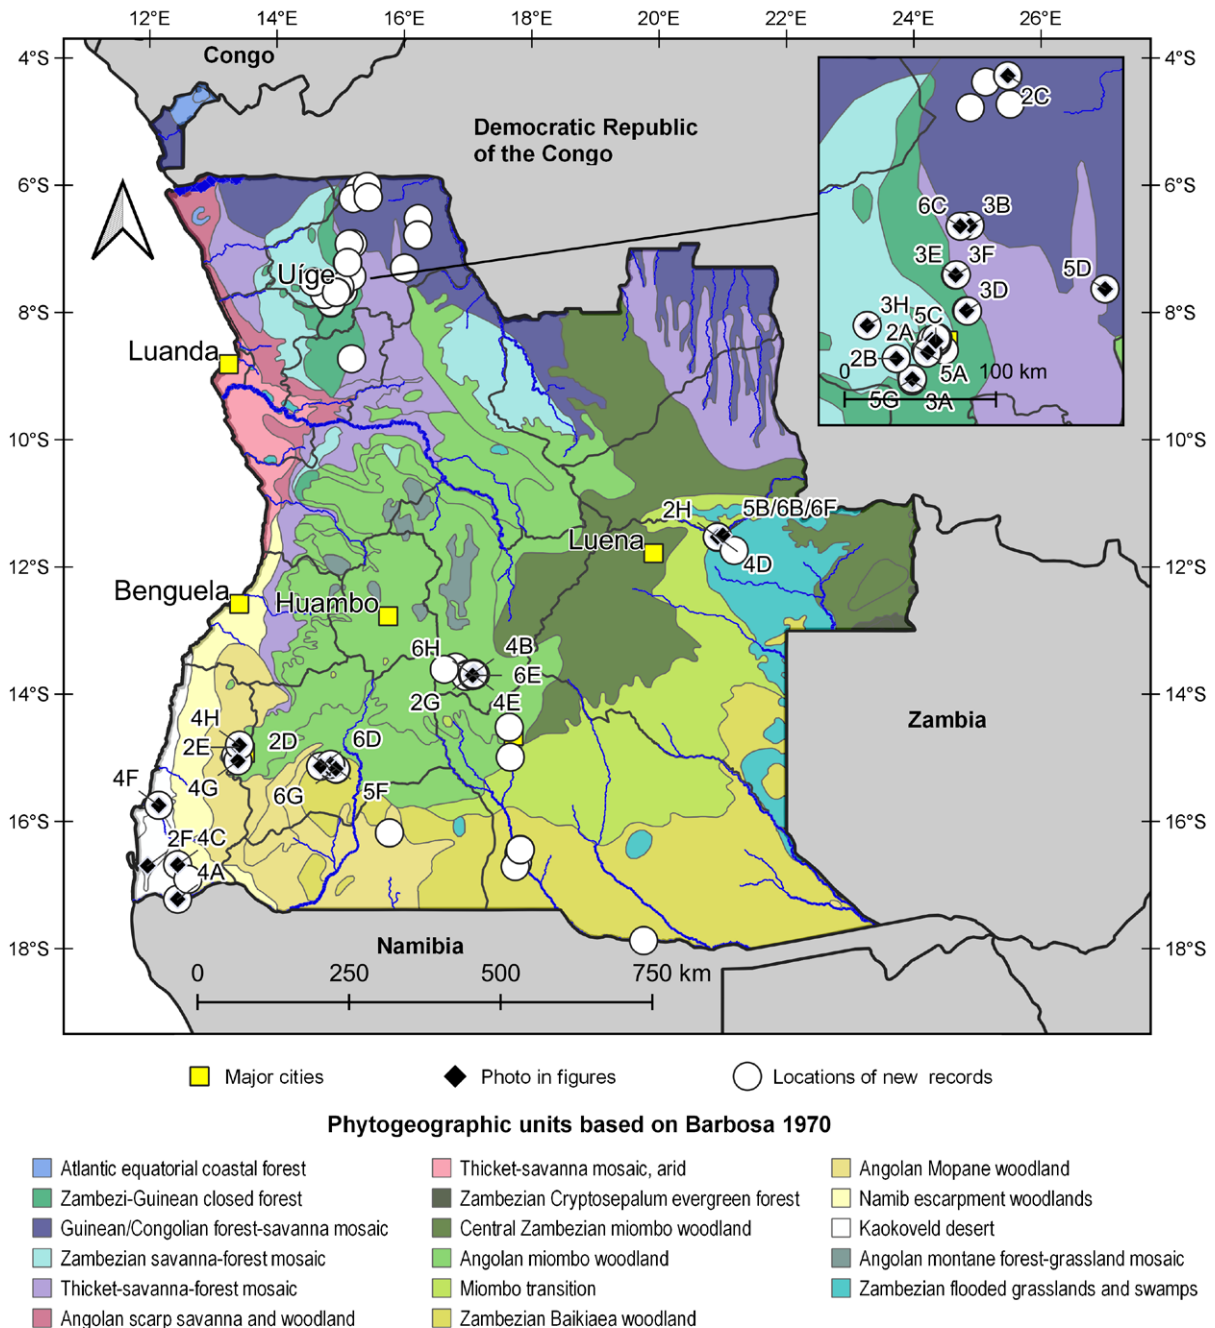 12°E 14°E 16°E 18°E 20°E 22°E 24°E 26°E
4°S 4°S
Congo
Democratic Republic
of the Congo
2C
6°S 6°S
6C 3B
3E 3F
5D
Uíge
3D
8°S 8°S
3H 5C
2A
Luanda
2B
5A
0 100 km
5G 3A
10°S 10°S
2H 5B/6B/6F
Luena
4D
12°S 12°S
Benguela
Huambo
6H 4B
6E
2G 4E
14°S 14°S
4H
2E 2D 6D
4F 4G
6G 5F
16°S 16°S
2F 4C
4A
Zambia
18°S 18°S
Namibia
0 250 500 750 km
Major cities Photo in figures Locations of new records
Phytogeographic units based on Barbosa 1970
Atlantic equatorial coastal forest
Zambezi-Guinean closed forest
Guinean/Congolian forest-savanna mosaic
Zambezian savanna-forest mosaic
Thicket-savanna-forest mosaic
Angolan scarp savanna and woodland
Thicket-savanna mosaic, arid
Zambezian Cryptosepalum evergreen forest
Central Zambezian miombo woodland
Angolan miombo woodland
Miombo transition
Zambezian Baikiaea woodland
Angolan Mopane woodland
Namib escarpment woodlands
Kaokoveld desert
Angolan montane forest-grassland mosaic
Zambezian flooded grasslands and swamps